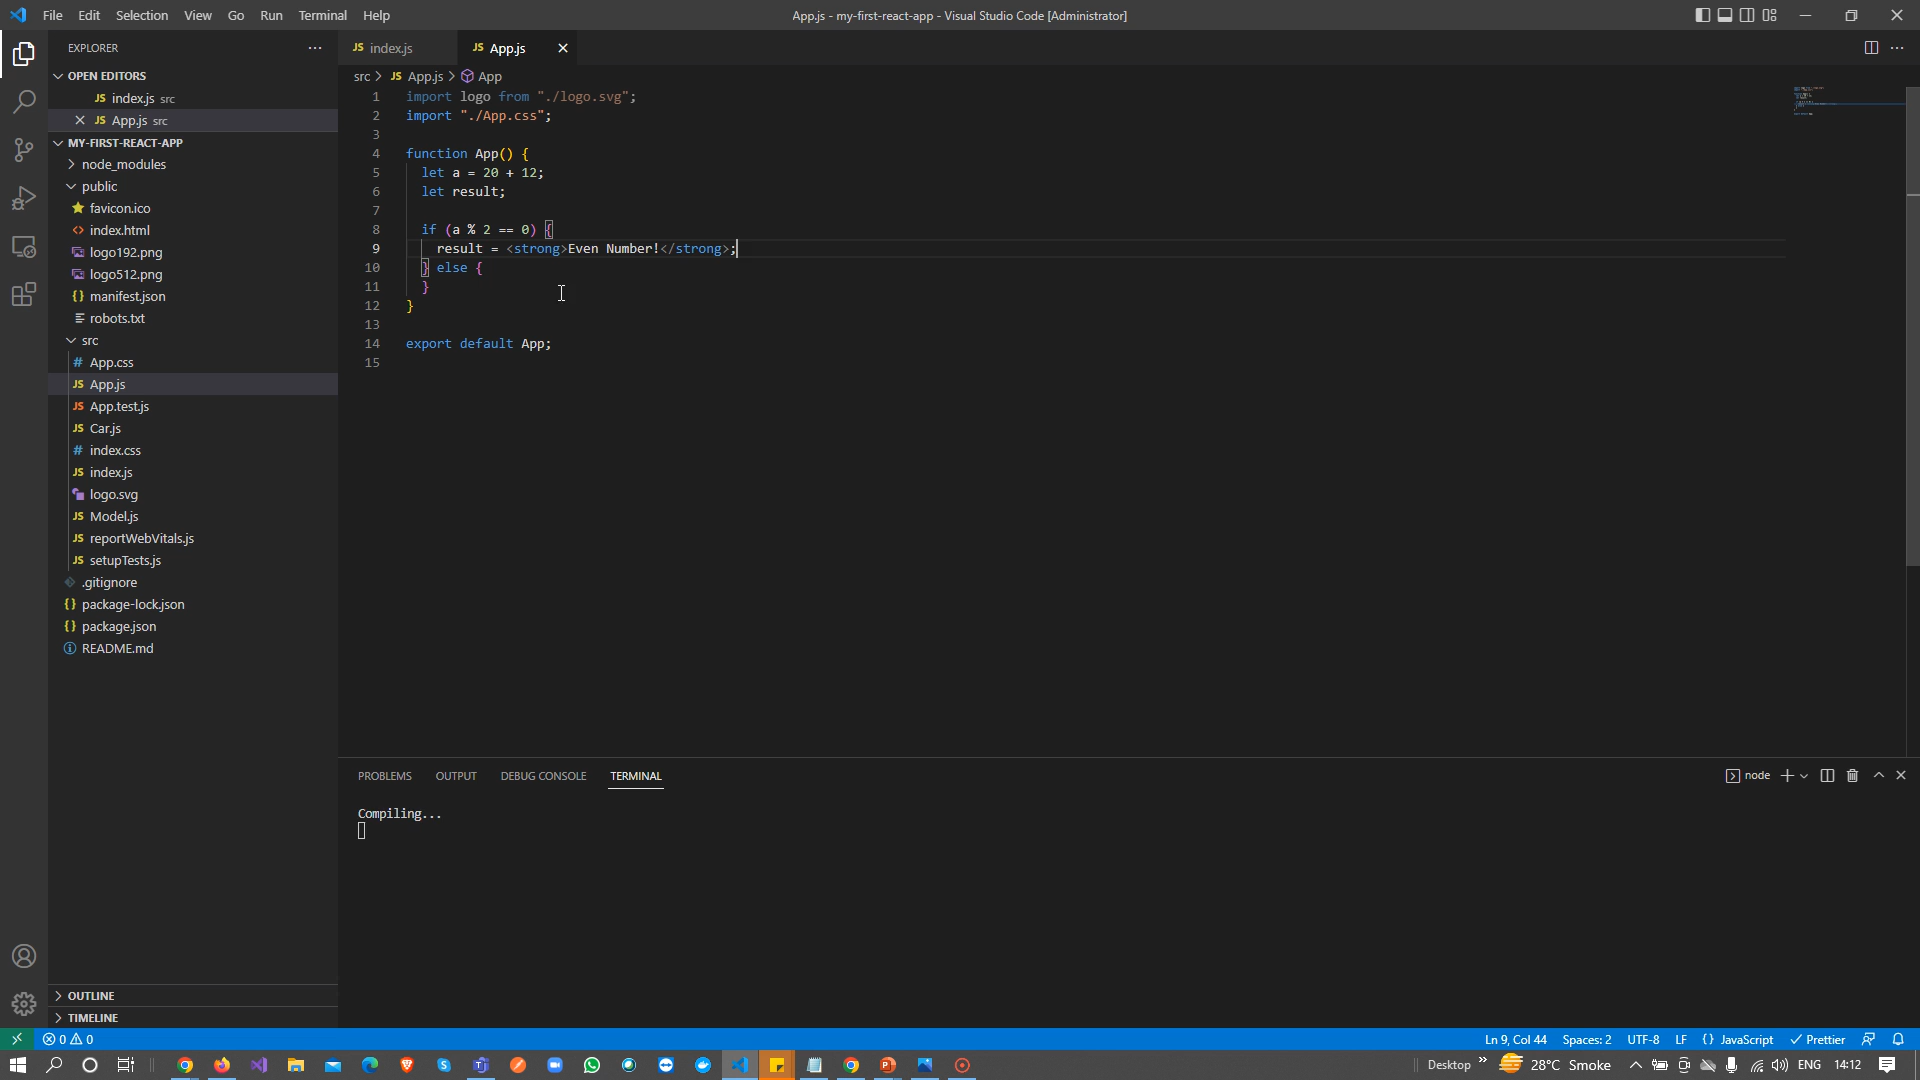 File Edit Selection View Go Run Terminal Help
App.js - my-first-react-app - Visual Studio Code [Administrator]
EXPLORER
OPEN EDITORS
JS index.js src
JS App.js src
MY-FIRST-REACT-APP
node_modules
public
favicon.ico
index.html
logo192.png
logo512.png
{} manifest.json
robots.txt
src
# App.css
JS App.js
JS App.test.js
JS Car.js
# index.css
JS index.js
logo.svg
JS Model.js
JS reportWebVitals.js
JS setupTests.js
.gitignore
{} package-lock.json
{} package.json
README.md
OUTLINE
TIMELINE
JS index.js
JS App.js
src > JS App.js > App
1 import logo from "./logo.svg";
2 import "./App.css";
3
4 function App() {
5 let a = 20 + 12;
6 let result;
7
8 if (a % 2 == 0) {
9 result = <strong>Even Number!</strong>;
10 } else {
11 }
12 }
13
14 export default App;
15
PROBLEMS OUTPUT DEBUG CONSOLE TERMINAL
node
Compiling...
0 0
Ln 9, Col 44 Spaces: 2 UTF-8 LF {} JavaScript Prettier
Desktop 28°C Smoke ENG 14:12